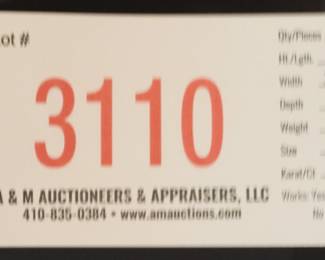 ot #
3110
A & M AUCTIONEERS & APPRAISERS, LLC
410-835-0384 • www.amauctions.com
Qty/Pieces
Ht./Lgth.
Width
Depth
Weight
Size
Karat/Ct.
Works: Yes
No